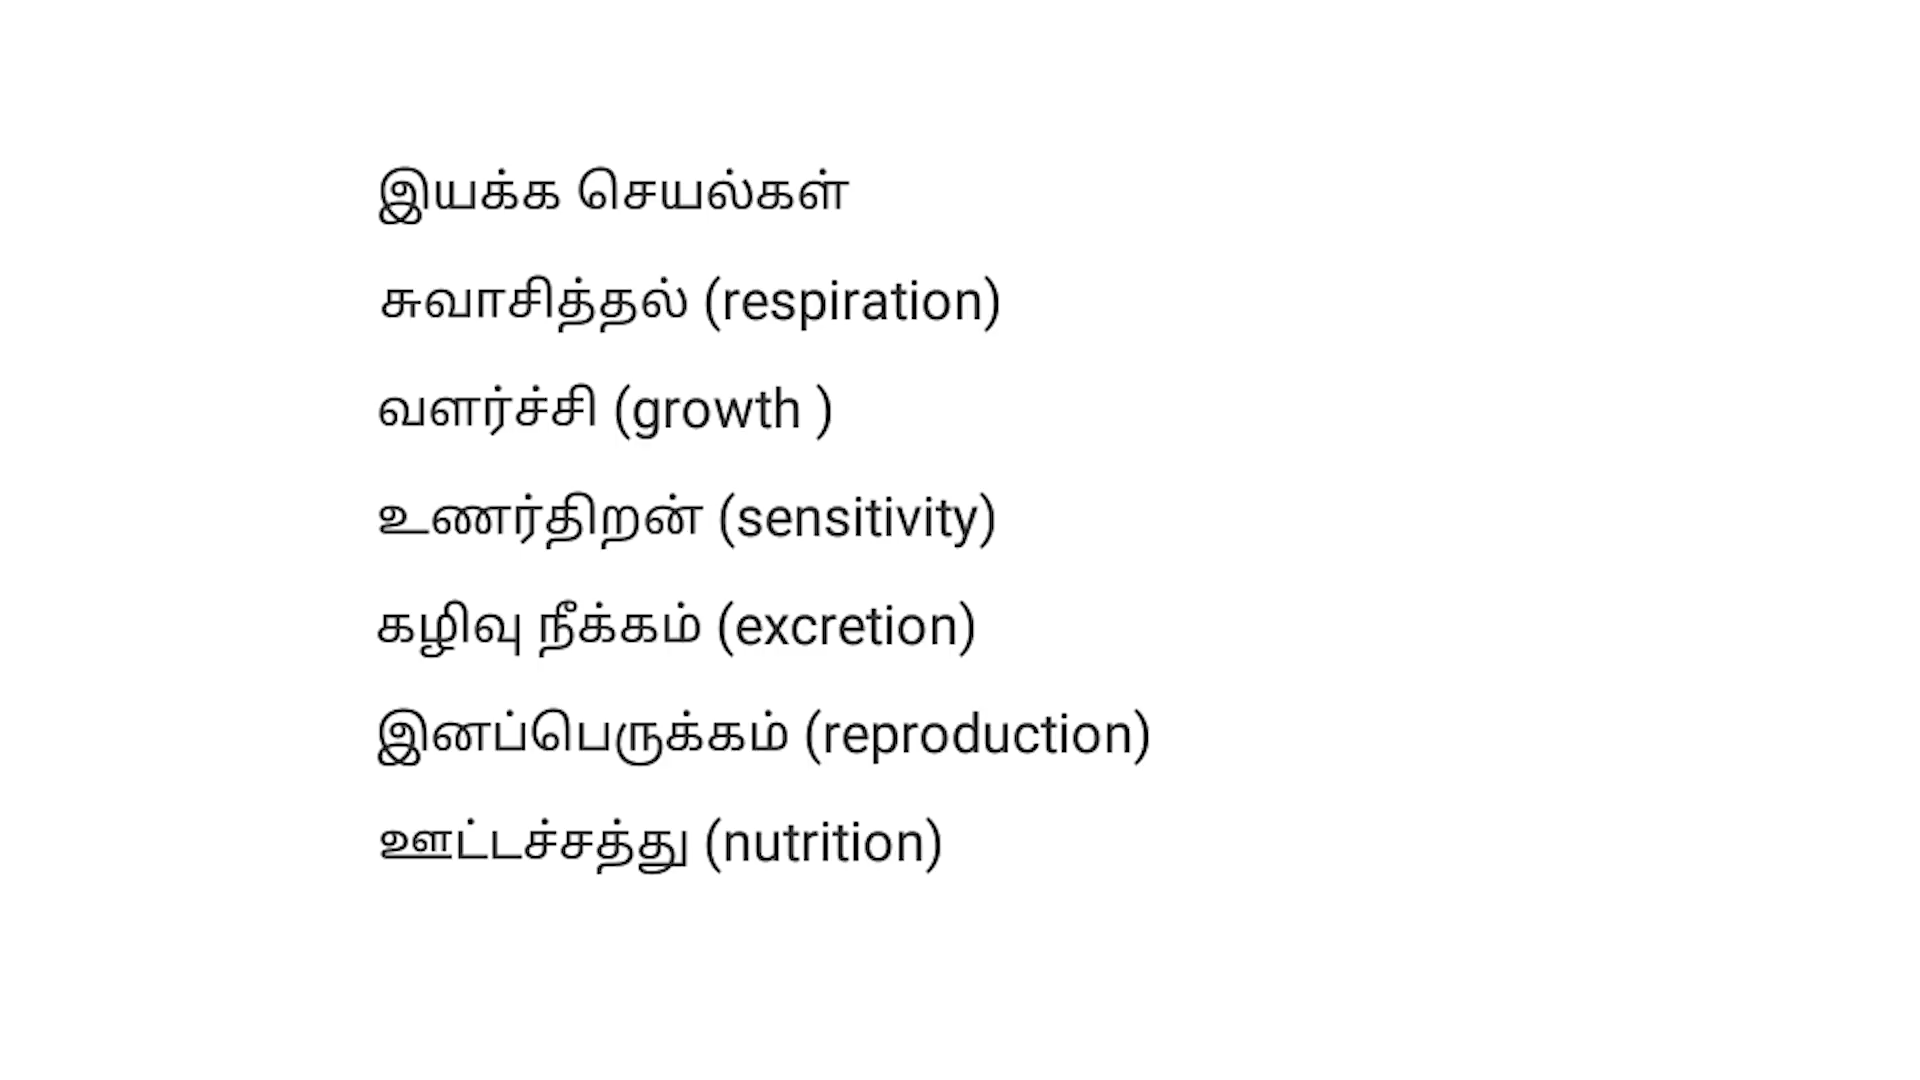 இயக்க செயல்கள்
சுவாசித்தல் (respiration)
வளர்ச்சி (growth )
உணர்திறன் (sensitivity)
கழிவு நீக்கம் (excretion)
இனப்பெருக்கம் (reproduction)
ஊட்டச்சத்து (nutrition)